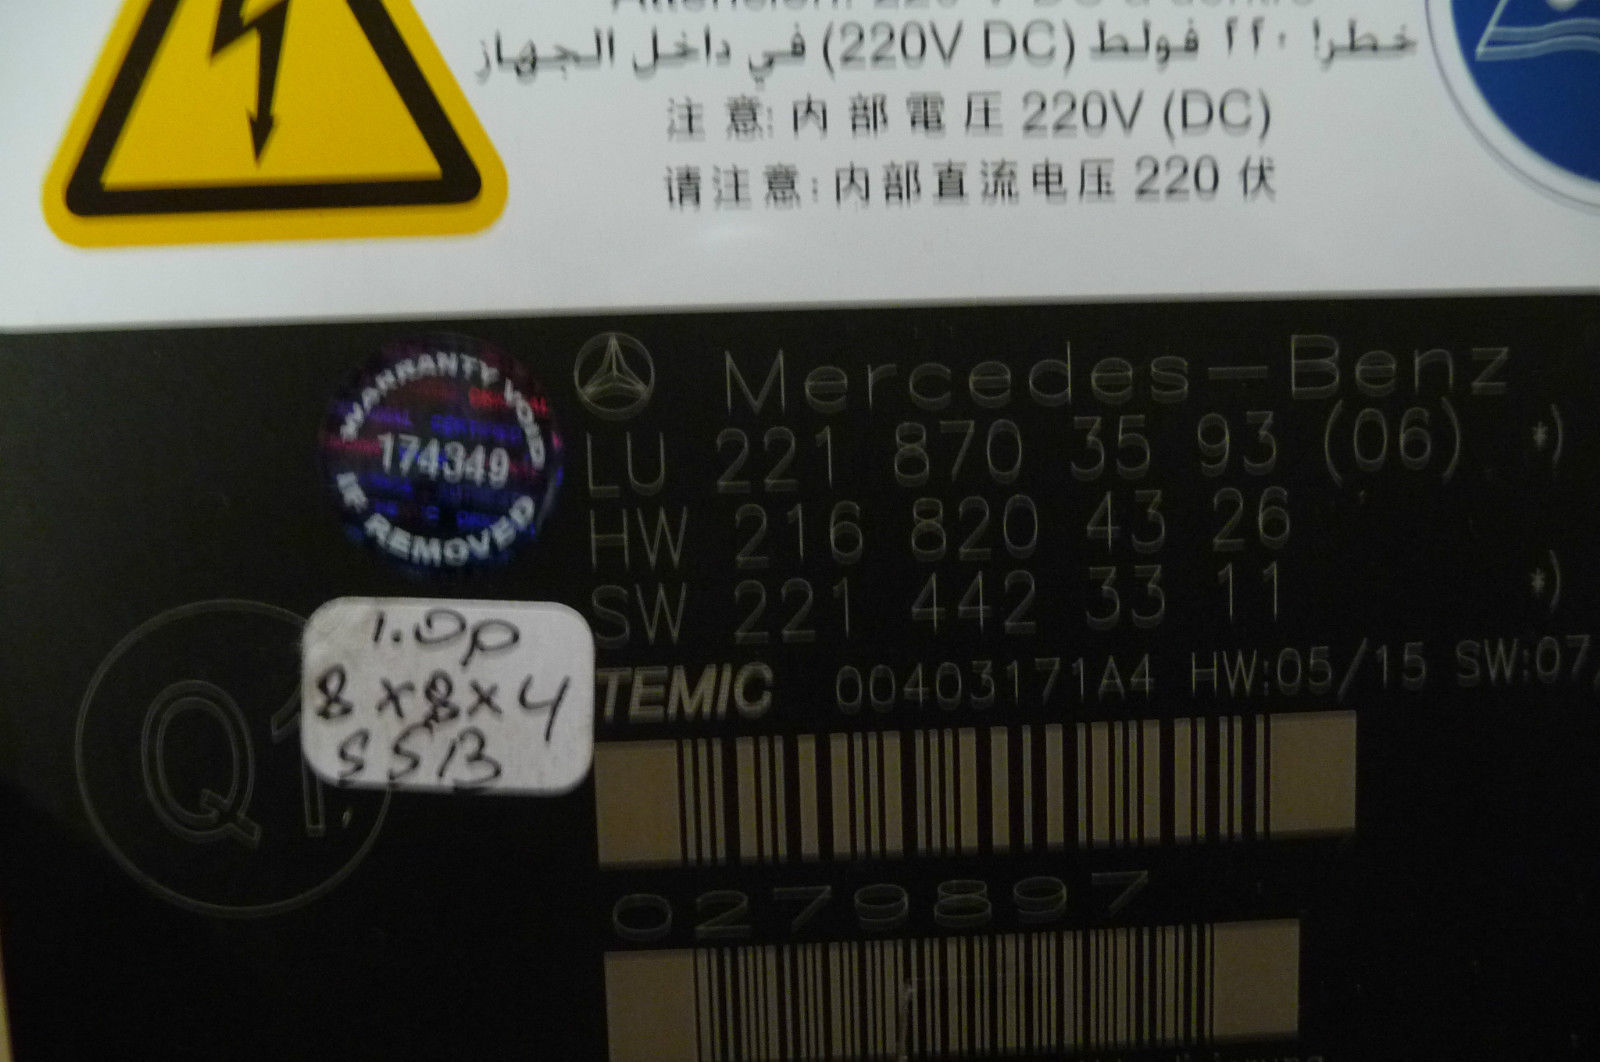 خطر! ٢٢٠ فولط (220V DC) في داخل الجهاز
注意: 内部電圧 220V (DC)
请注意: 内部直流电压 220 伏
WARRANTY VOID
174349
IF REMOVED
Mercedes-Benz
LU 221 870 35 93 (06) *)
HW 216 820 43 26
SW 221 442 33 11 *)
TEMIC 00403171A4 HW:05/15 SW:07/
Q1
8x8x4
SSB
0279897